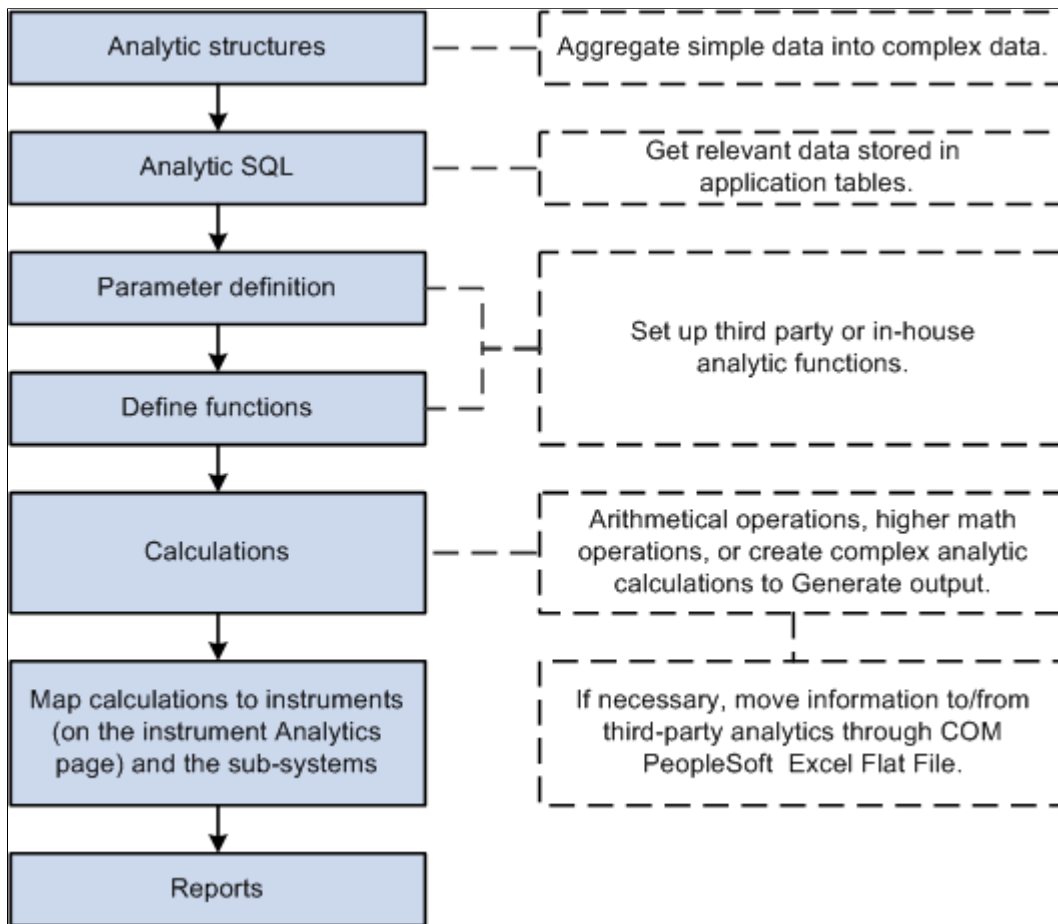 Analytic structures
Aggregate simple data into complex data.
Analytic SQL
Get relevant data stored in
application tables.
Parameter definition
Set up third party or in-house
analytic functions.
Define functions
Calculations
Arithmetical operations, higher math
operations, or create complex analytic
calculations to Generate output.
Map calculations to instruments
(on the instrument Analytics
page) and the sub-systems
If necessary, move information to/from
third-party analytics through COM
PeopleSoft  Excel Flat File.
Reports